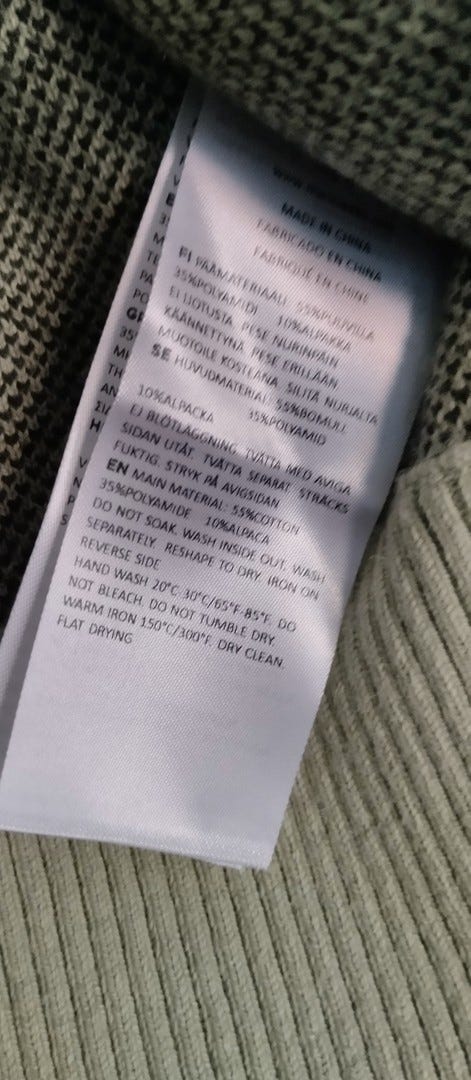 MADE IN CHINA
FABRICADO EN CHINA
FABRIQUÉ EN CHINE
FI PÄÄMATERIAALI: 55%PUUVILLA
35%POLYAMIDI 10%ALPAKKA
EI LIOTUSTA. PESE NURINPÄIN
KÄÄNNETTYNÄ. PESE ERILLÄÄN.
MUOTOILE KOSTEANA. SILITÄ NURJALTA
SE HUVUDMATERIAL: 55%BOMULL
10%ALPACKA 35%POLYAMID
EJ BLÖTLÄGGNING. TVÄTTA MED AVIGA
SIDAN UTÅT. TVÄTTA SEPARAT. STRÄCKS
FUKTIG. STRYK PÅ AVIGSIDAN
EN MAIN MATERIAL: 55%COTTON
35%POLYAMIDE 10%ALPACA
DO NOT SOAK. WASH INSIDE OUT. WASH
SEPARATELY. RESHAPE TO DRY. IRON ON
REVERSE SIDE
HAND WASH 20°C-30°C/65°F-85°F. DO
NOT BLEACH. DO NOT TUMBLE DRY.
WARM IRON 150°C/300°F. DRY CLEAN.
FLAT DRYING